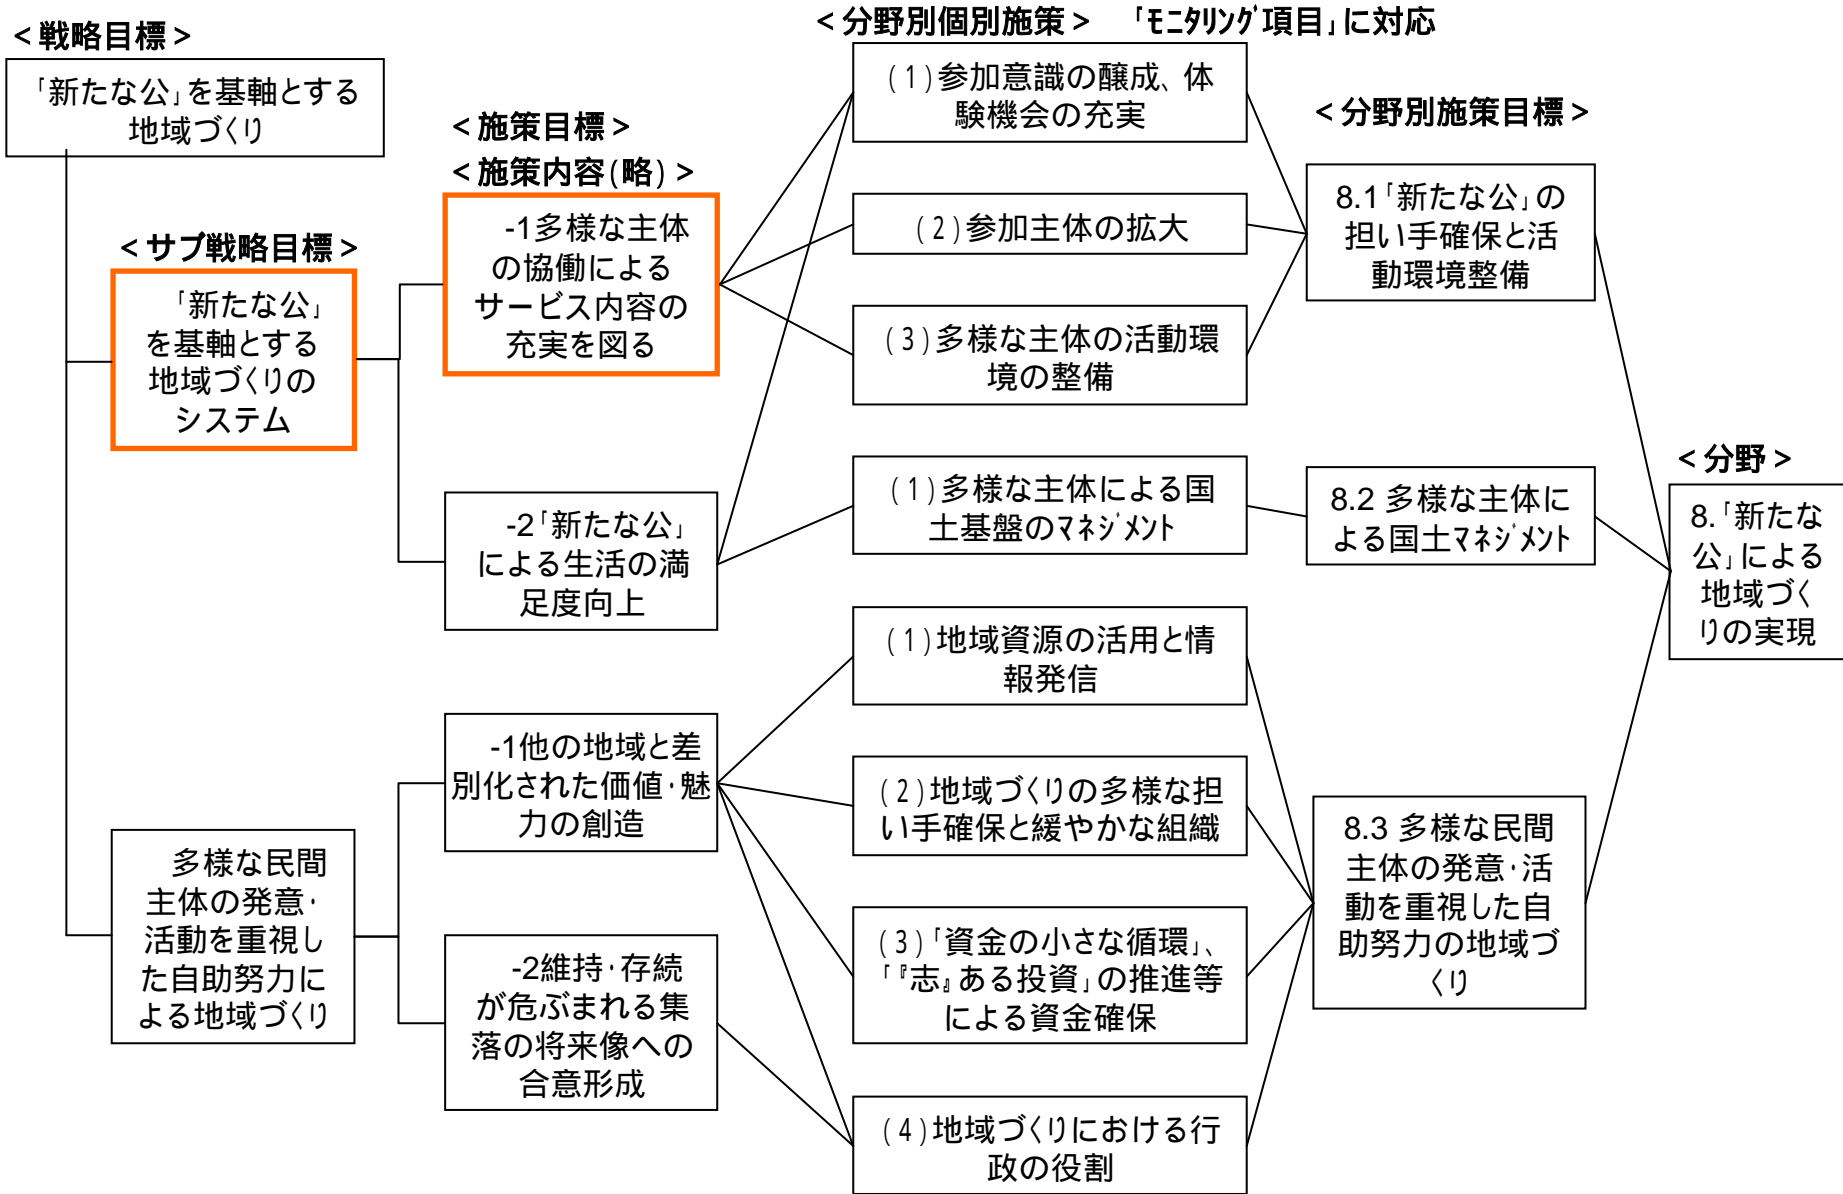 ＜戦略目標＞
「新たな公」を基軸とする
地域づくり
＜サブ戦略目標＞
「新たな公」
を基軸とする
地域づくりの
システム
多様な民間
主体の発意・
活動を重視し
た自助努力に
よる地域づくり
＜施策目標＞
＜施策内容(略)＞
-1多様な主体
の協働による
サービス内容の
充実を図る
-2「新たな公」
による生活の満
足度向上
-1他の地域と差
別化された価値・魅
力の創造
-2維持・存続
が危ぶまれる集
落の将来像への
合意形成
＜分野別個別施策＞　「ﾓﾆﾀﾘﾝｸﾞ項目」に対応
(1)参加意識の醸成、体
験機会の充実
(2)参加主体の拡大
(3)多様な主体の活動環
境の整備
(1)多様な主体による国
土基盤のﾏﾈｼﾞﾒﾝﾄ
(1)地域資源の活用と情
報発信
(2)地域づくりの多様な担
い手確保と緩やかな組織
(3)「資金の小さな循環」、
「『志』ある投資」の推進等
による資金確保
(4)地域づくりにおける行
政の役割
＜分野別施策目標＞
8.1「新たな公」の
担い手確保と活
動環境整備
8.2 多様な主体に
よる国土ﾏﾈｼﾞﾒﾝﾄ
8.3 多様な民間
主体の発意・活
動を重視した自
助努力の地域づ
くり
＜分野＞
8.「新たな
公」による
地域づく
りの実現